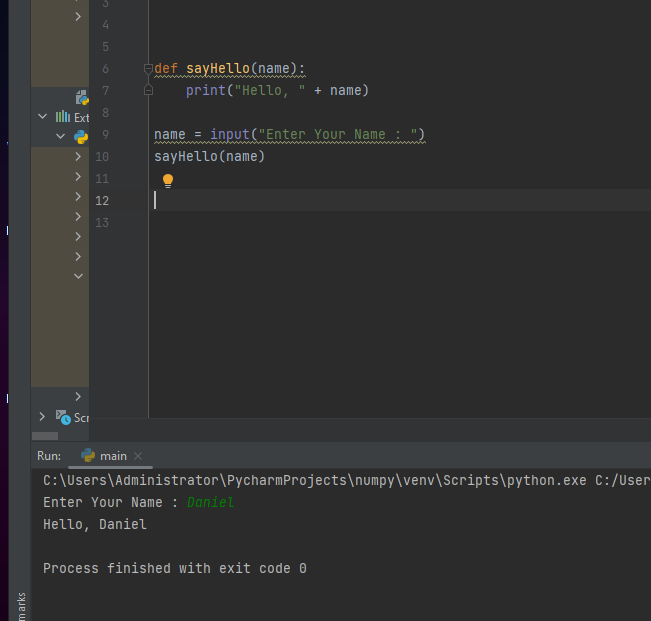 3
4
5
6 def sayHello(name):
7 print("Hello, " + name)
8
9 name = input("Enter Your Name : ")
10 sayHello(name)
11
12
13
Ext
Scr
Run: main
C:\Users\Administrator\PycharmProjects\numpy\venv\Scripts\python.exe C:/User
Enter Your Name : Daniel
Hello, Daniel
Process finished with exit code 0
marks